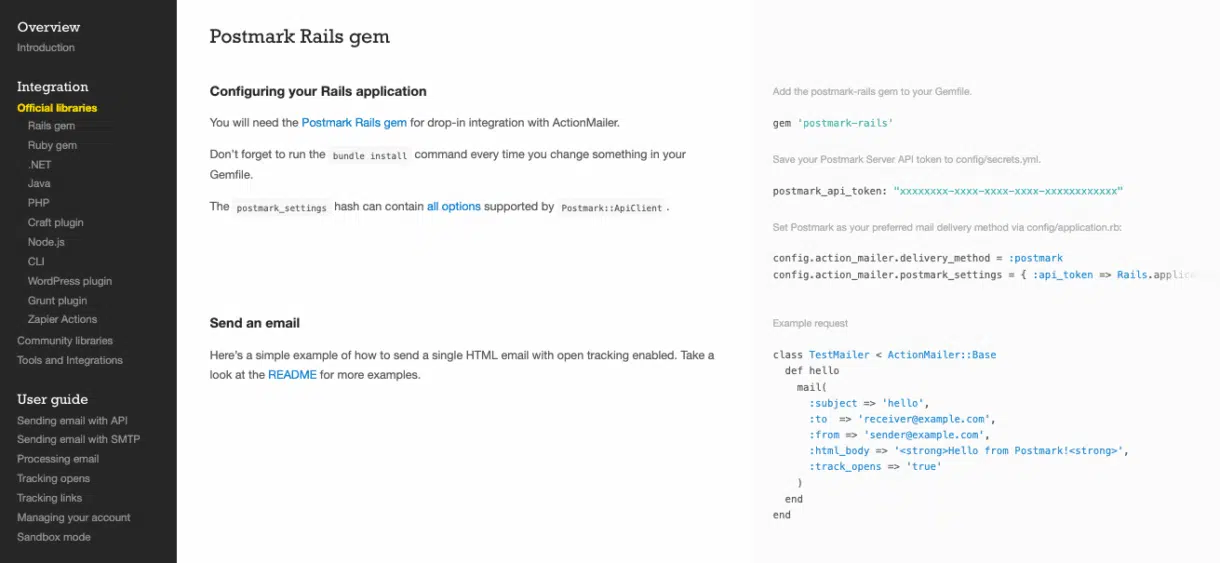 Overview
Introduction
Integration
Official libraries
Rails gem
Ruby gem
.NET
Java
PHP
Craft plugin
Node.js
CLI
WordPress plugin
Grunt plugin
Zapier Actions
Community libraries
Tools and Integrations
User guide
Sending email with API
Sending email with SMTP
Processing email
Tracking opens
Tracking links
Managing your account
Sandbox mode
Postmark Rails gem
Configuring your Rails application
You will need the Postmark Rails gem for drop-in integration with ActionMailer.
Don't forget to run the bundle install command every time you change something in your
Gemfile.
The postmark_settings hash can contain all options supported by Postmark::ApiClient.
Add the postmark-rails gem to your Gemfile.
gem 'postmark-rails'
Save your Postmark Server API token to config/secrets.yml.
postmark_api_token: "xxxxxxxx-xxxx-xxxx-xxxx-xxxxxxxxxxxx"
Set Postmark as your preferred mail delivery method via config/application.rb:
config.action_mailer.delivery_method = :postmark
config.action_mailer.postmark_settings = { :api_token => Rails.applic
Send an email
Here's a simple example of how to send a single HTML email with open tracking enabled. Take a
look at the README for more examples.
Example request
class TestMailer < ActionMailer::Base
def hello
mail(
:subject => 'hello',
:to  => 'receiver@example.com',
:from => 'sender@example.com',
:html_body => '<strong>Hello from Postmark!<strong>',
:track_opens => 'true'
)
end
end